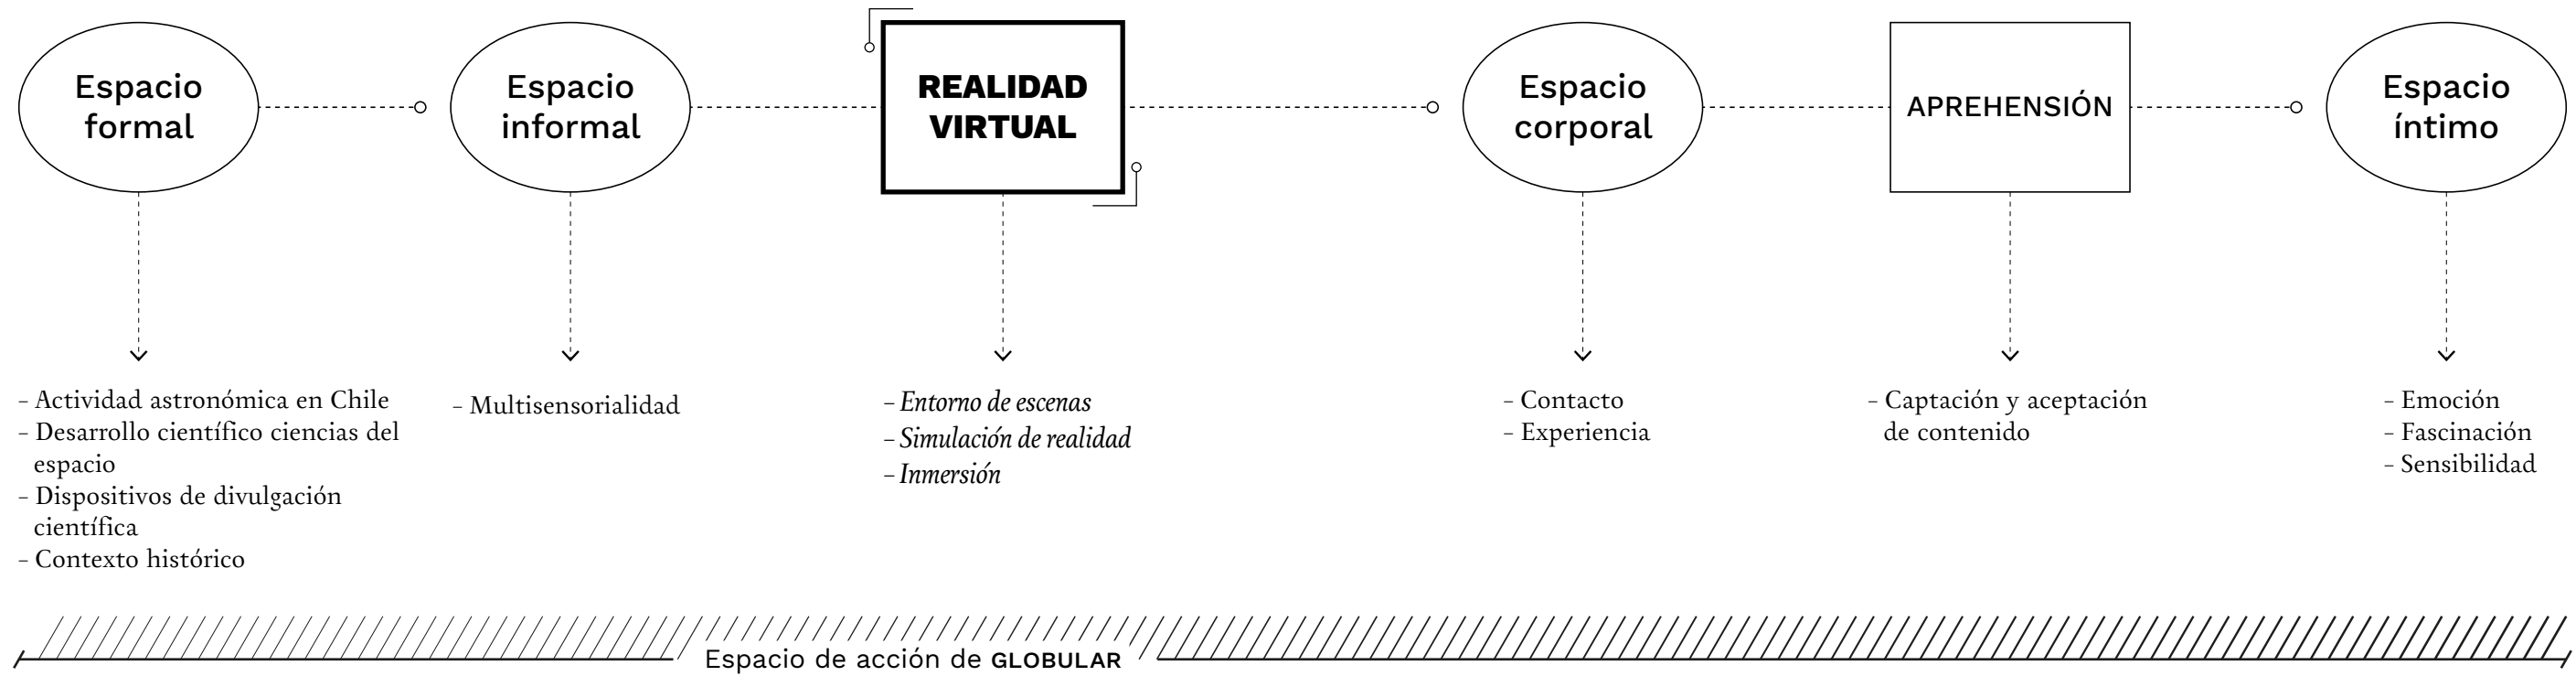 Espacio
formal
Espacio
informal
REALIDAD
VIRTUAL
Espacio
corporal
APREHENSIÓN
Espacio
íntimo
– Actividad astronómica en Chile
– Desarrollo científico ciencias del
espacio
– Dispositivos de divulgación
científica
– Contexto histórico
– Multisensorialidad
– Entorno de escenas
– Simulación de realidad
– Inmersión
– Contacto
– Experiencia
– Captación y aceptación
de contenido
– Emoción
– Fascinación
– Sensibilidad
Espacio de acción de GLOBULAR